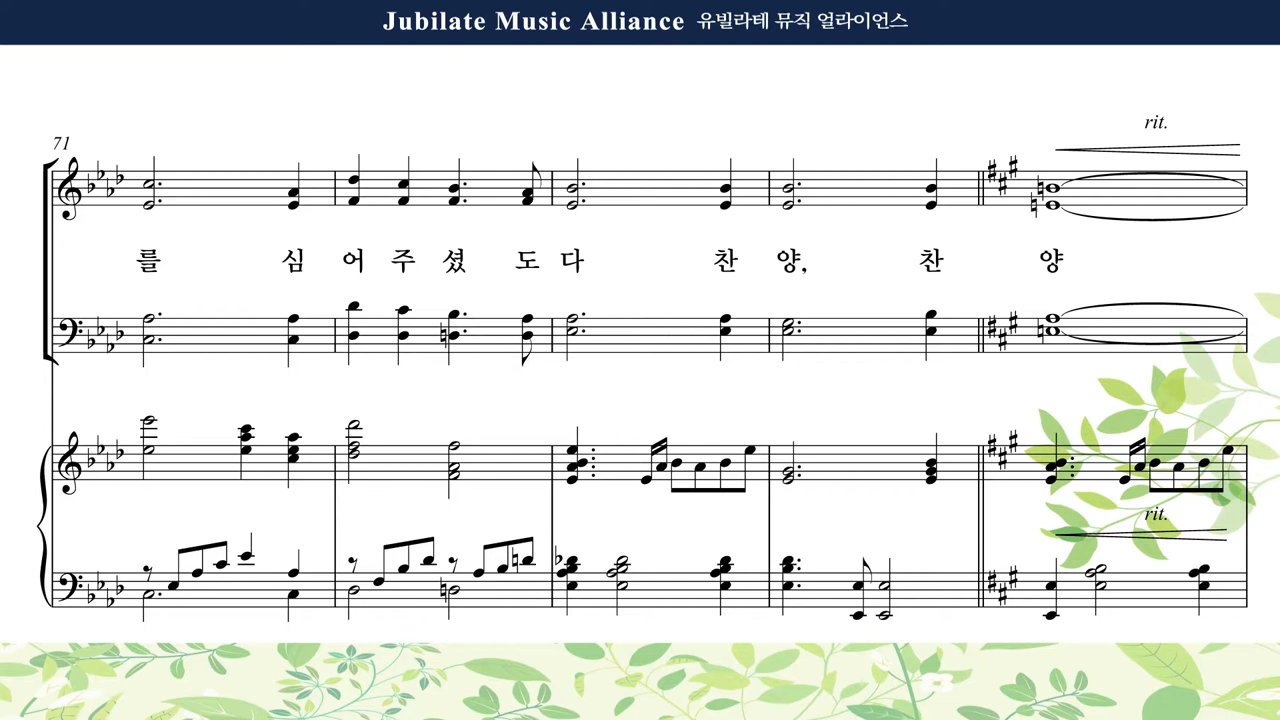 Jubilate Music Alliance 유빌라테 뮤직 얼라이언스
rit.
71
를 심 어 주 셨 도 다 찬 양, 찬 양
rit.